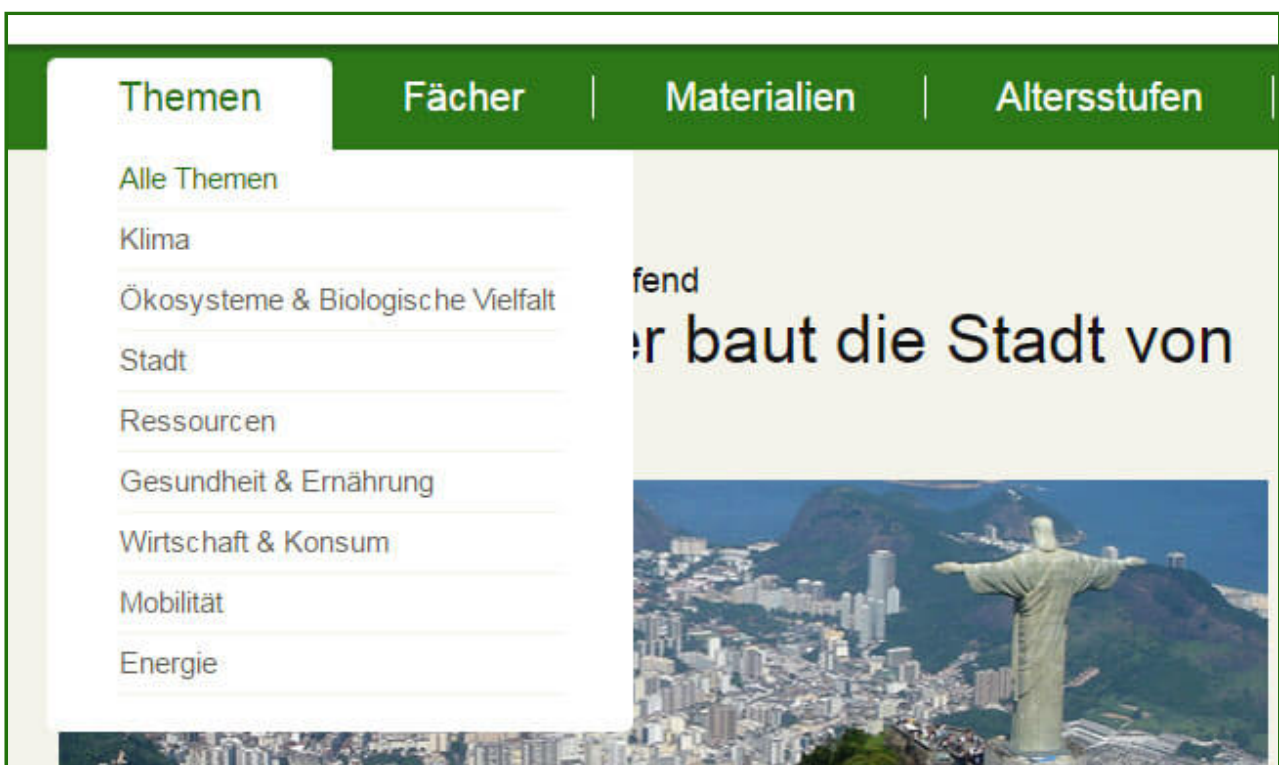 Themen Fächer Materialien Altersstufen
Alle Themen
Klima
Ökosysteme & Biologische Vielfalt
Stadt
Ressourcen
Gesundheit & Ernährung
Wirtschaft & Konsum
Mobilität
Energie
fend
er baut die Stadt von